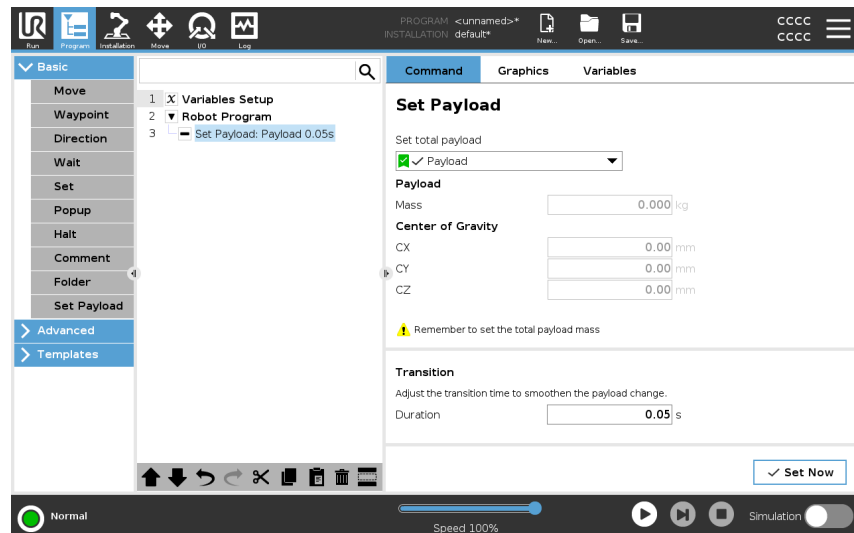 PROGRAM <unnamed>*
INSTALLATION default*
CCCC
CCCC
Run
Program
Installation
Move
I/O
Log
New...
Open...
Save...
Basic
Move
Waypoint
Direction
Wait
Set
Popup
Halt
Comment
Folder
Set Payload
Advanced
Templates
1 X Variables Setup
2 Robot Program
3 Set Payload: Payload 0.05s
Command Graphics Variables
Set Payload
Set total payload
Payload
Payload
Mass 0.000 kg
Center of Gravity
CX 0.00 mm
CY 0.00 mm
CZ 0.00 mm
Remember to set the total payload mass
Transition
Adjust the transition time to smoothen the payload change.
Duration 0.05 s
Set Now
Normal
Speed 100%
Simulation